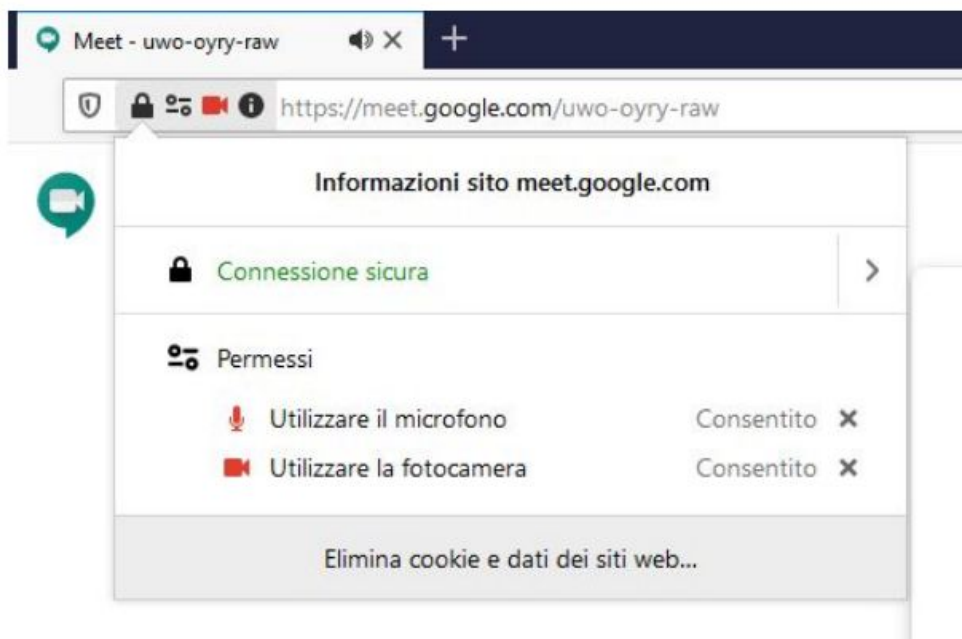 Meet - uwo-oyry-raw
https://meet.google.com/uwo-oyry-raw
Informazioni sito meet.google.com
Connessione sicura
Permessi
Utilizzare il microfono Consentito
Utilizzare la fotocamera Consentito
Elimina cookie e dati dei siti web...